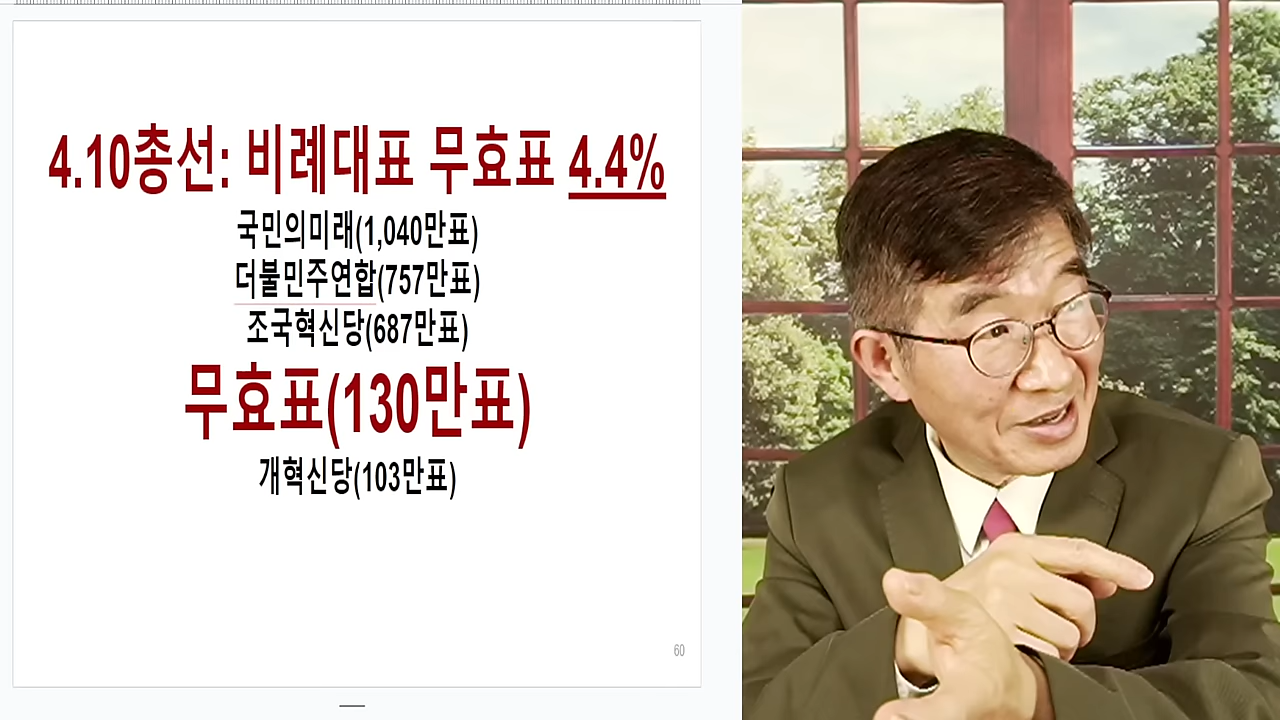 4.10총선: 비례대표 무효표 4.4%
국민의미래(1,040만표)
더불민주연합(757만표)
조국혁신당(687만표)
무효표(130만표)
개혁신당(103만표)
60